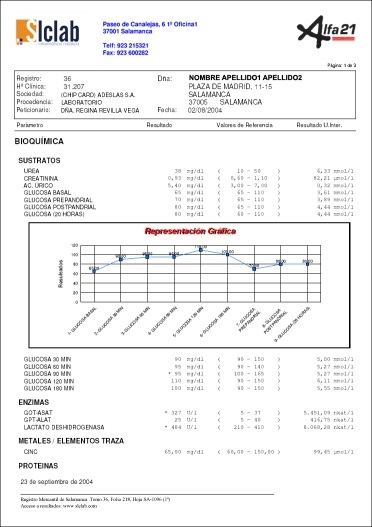 SIclab
Paseo de Canalejas, 6 1º Oficina1
37001 Salamanca
Telf: 923 215321
Fax: 923 600282
Alfa21
Página: 1 de 3
Registro: 36 Dña: NOMBRE APELLIDO1 APELLIDO2
Hª Clínica: 31.207 PLAZA DE MADRID, 11-15
Sociedad: (CHIPCARD) ADESLAS S.A. SALAMANCA
Procedencia: LABORATORIO 37005 SALAMANCA
Peticionario: DÑA. REGINA REVILLA VEGA Fecha: 02/08/2004
Parámetro Resultado Valores de Referencia Resultado U.Inter.
BIOQUÍMICA
SUSTRATOS
UREA 38 mg/dl ( 10 - 50 ) 6,33 mmol/l
CREATININA 0,93 mg/dl ( 0,60 - 1,10 ) 82,21 µmol/l
AC. ÚRICO 5,40 mg/dl ( 3,00 - 7,00 ) 0,32 mmol/l
GLUCOSA BASAL 65 mg/dl ( 60 - 110 ) 3,61 mmol/l
GLUCOSA PREPANDRIAL 70 mg/dl ( 65 - 110 ) 3,89 mmol/l
GLUCOSA POSTPANDRIAL 80 mg/dl ( 60 - 110 ) 4,44 mmol/l
GLUCOSA (20 HORAS) 80 mg/dl ( 60 - 110 ) 4,44 mmol/l
Representación Gráfica
Resultados
120
100
80
60
40
20
0
65,00 90,00 95,00 95,00 110,00 100,00 70,00 80,00 80,00
1- GLUCOSA BASAL
2- GLUCOSA 30 MIN
3- GLUCOSA 60 MIN
4- GLUCOSA 90 MIN
5- GLUCOSA 120 MIN
6- GLUCOSA 180 MIN
7- GLUCOSA PREPANDRIAL
8- GLUCOSA POSTPANDRIAL
9- GLUCOSA (20 HORAS)
GLUCOSA 30 MIN 90 mg/dl ( 90 - 150 ) 5,00 mmol/l
GLUCOSA 60 MIN 95 mg/dl ( 90 - 140 ) 5,27 mmol/l
GLUCOSA 90 MIN * 95 mg/dl ( 109 - 165 ) 5,27 mmol/l
GLUCOSA 120 MIN 110 mg/dl ( 90 - 150 ) 6,11 mmol/l
GLUCOSA 180 MIN 100 mg/dl ( 90 - 150 ) 5,55 mmol/l
ENZIMAS
GOT-ASAT * 327 U/l ( 5 - 37 ) 5.451,09 nkat/l
GPT-ALAT 25 U/l ( 5 - 40 ) 416,75 nkat/l
LACTATO DESHIDROGENASA * 484 U/l ( 210 - 410 ) 8.068,28 nkat/l
METALES / ELEMENTOS TRAZA
CINC 65,00 mg/dl ( 60,00 - 150,00 ) 99,45 µmol/l
PROTEINAS
23 de septiembre de 2004
Registro Mercantil de Salamanca .Tomo 36, Folio 218, Hoja SA-1096 (1ª)
Acceso a resultados: www.siclab.com